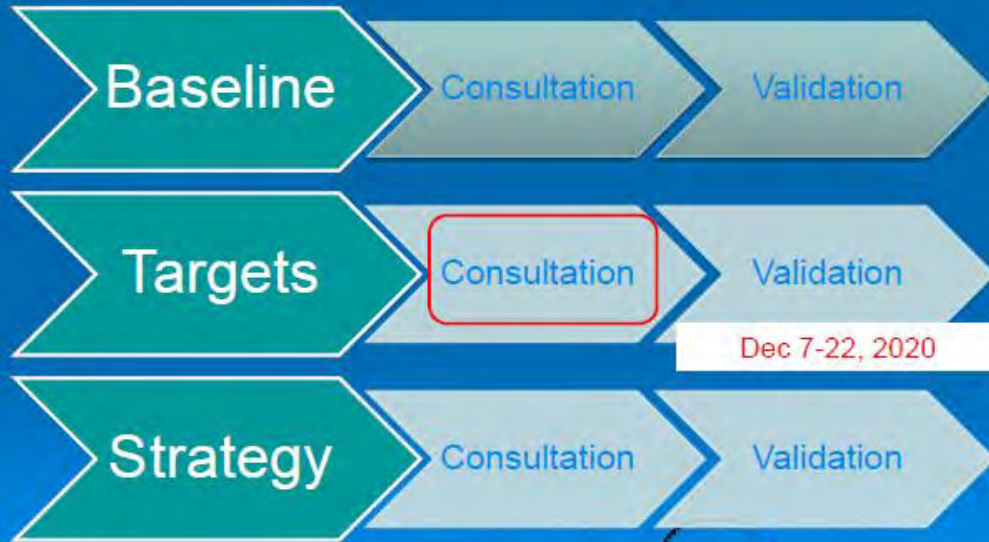 Baseline Consultation Validation
Targets Consultation Validation
Dec 7-22, 2020
Strategy Consultation Validation